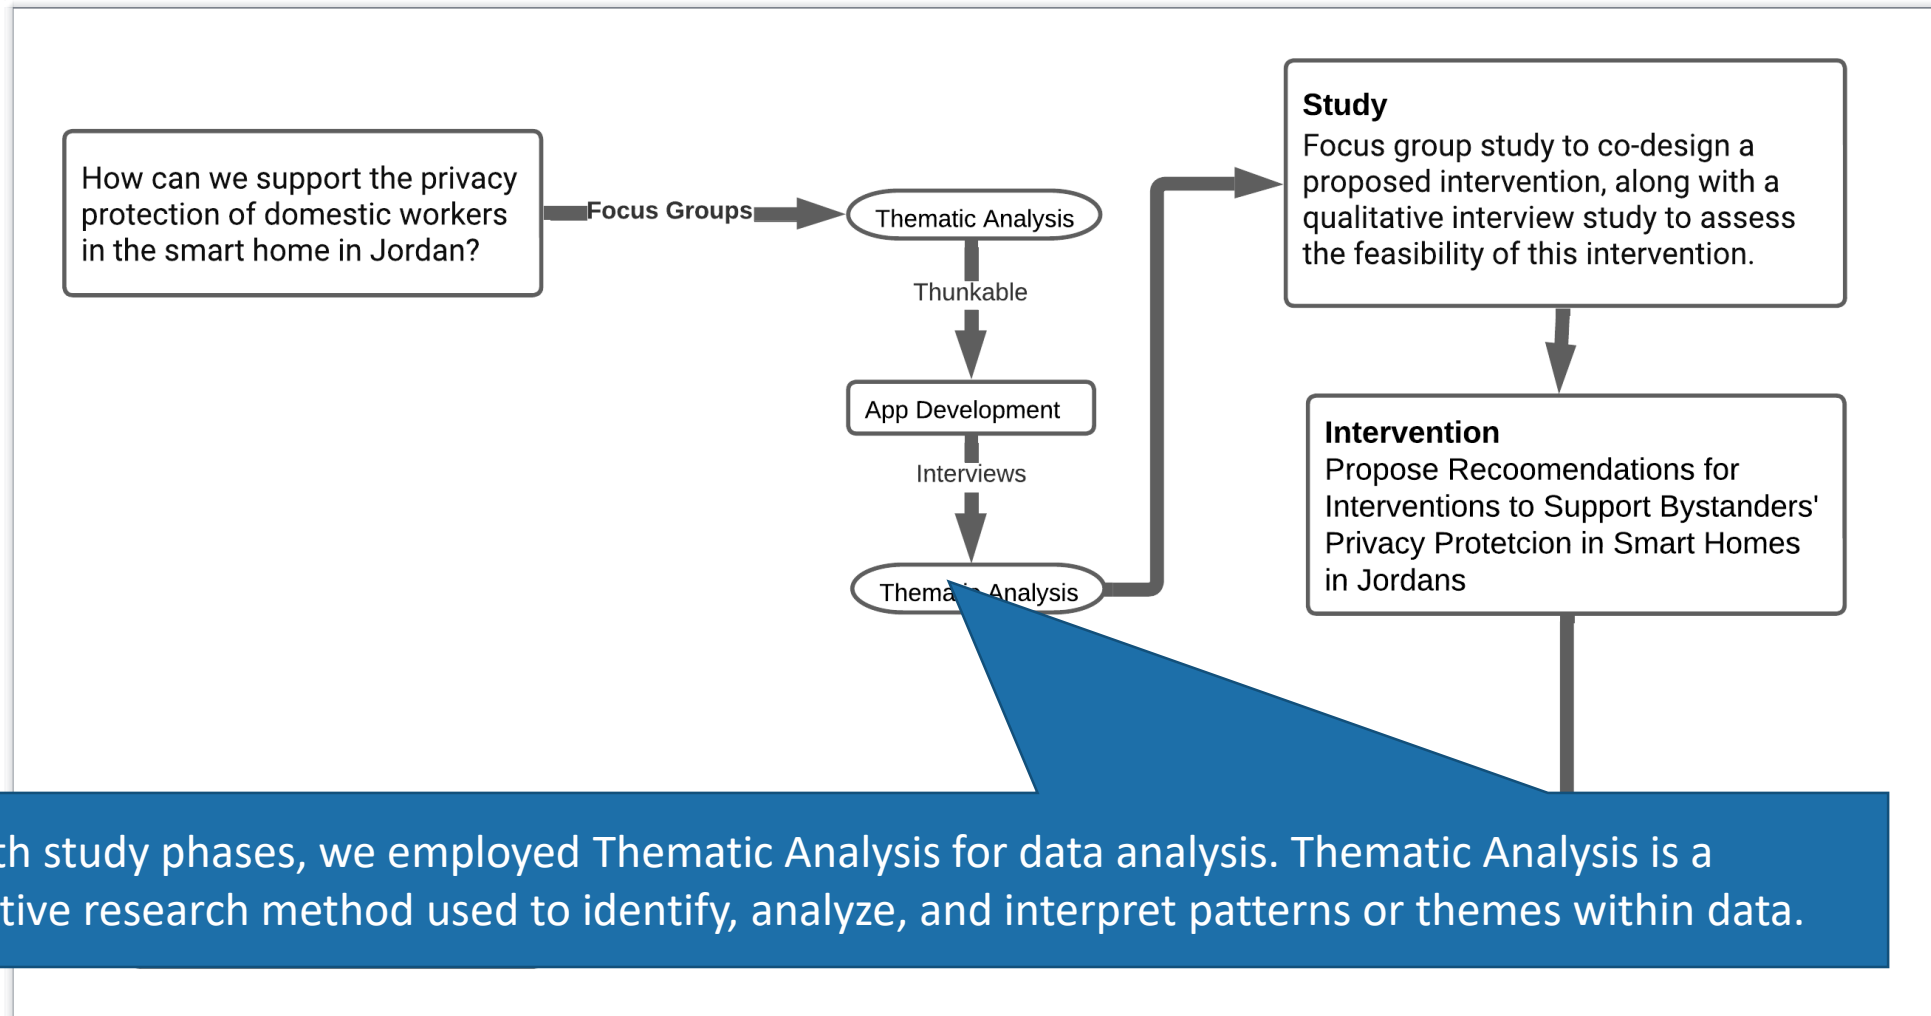 How can we support the privacy
protection of domestic workers
in the smart home in Jordan?
Focus Groups
Thematic Analysis
Thunkable
App Development
Interviews
Analysis
Study
Focus group study to co-design a
proposed intervention, along with a
qualitative interview study to assess
the feasibility of this intervention.
Intervention
Propose Recoomendations for
Interventions to Support Bystanders'
Privacy Protetcion in Smart Homes
in Jordans
study phases, we employed Thematic Analysis for data analysis. Thematic Analysis is a
research method used to identify, analyze, and interpret patterns or themes within data.